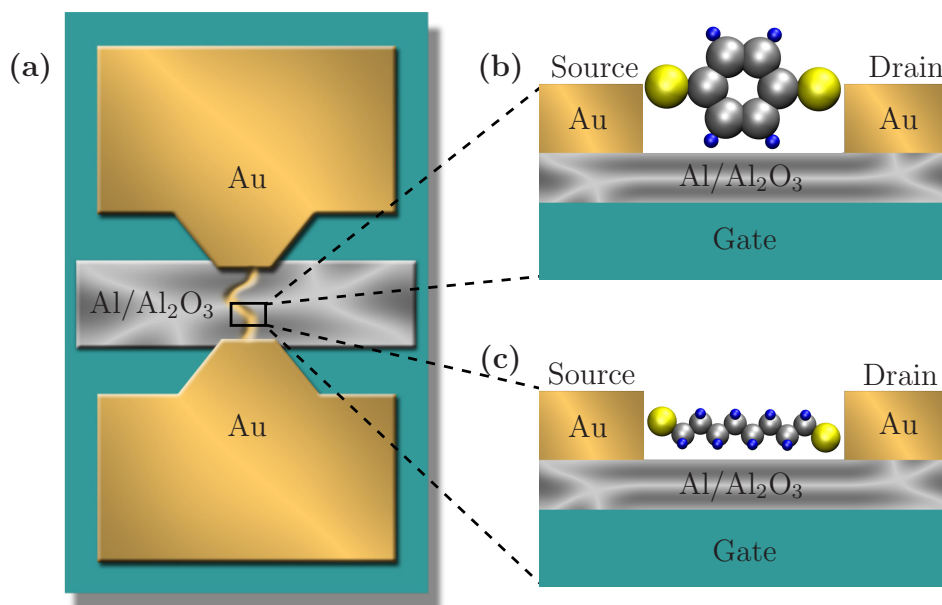 (a)
Au
Al/Al₂O₃
Au
(b)
Source
Drain
Au
Au
Al/Al₂O₃
Gate
(c)
Source
Drain
Au
Au
Al/Al₂O₃
Gate